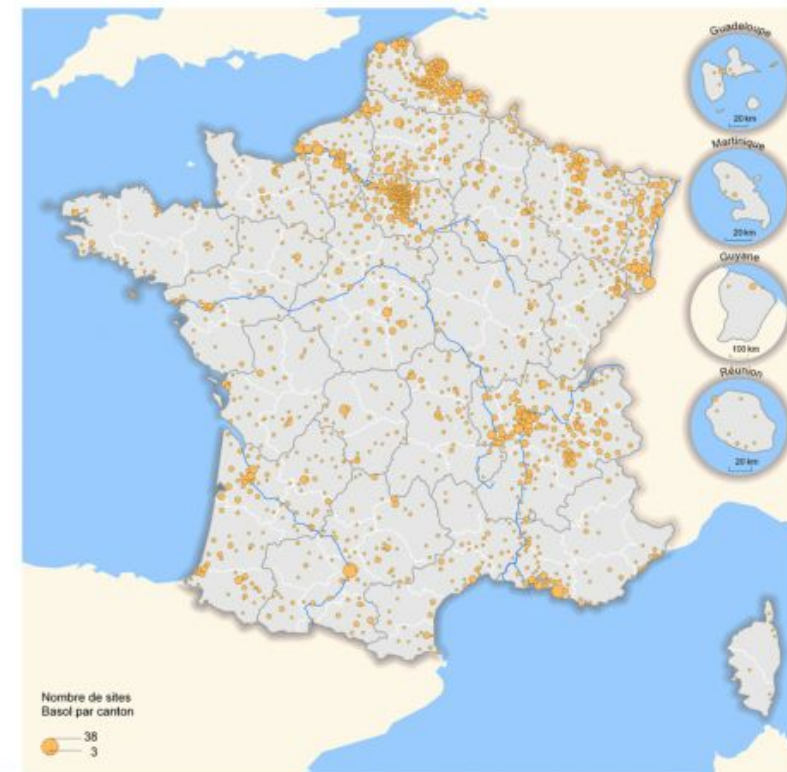 Guadeloupe
20 km
Martinique
20 km
Guyane
100 km
Réunion
20 km
Nombre de sites
Basol par canton
38
3